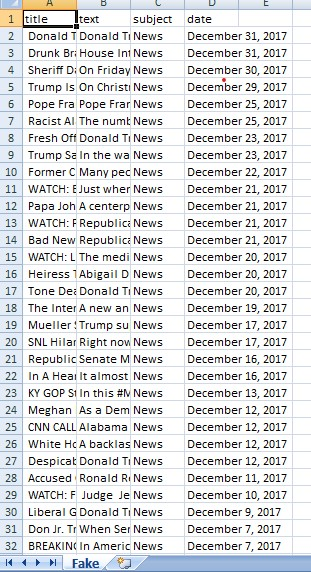 A B C D E
1 title text subject date
2 Donald T Donald Tr News December 31, 2017
3 Drunk Bra House Int News December 31, 2017
4 Sheriff Da On Friday News December 30, 2017
5 Trump Is On Christ News December 29, 2017
6 Pope Fra Pope Fran News December 25, 2017
7 Racist Al The numb News December 25, 2017
8 Fresh Off Donald Tr News December 23, 2017
9 Trump Sa In the wa News December 23, 2017
10 Former C Many peo News December 22, 2017
11 WATCH: B Just wher News December 21, 2017
12 Papa Joh A centerp News December 21, 2017
13 WATCH: P Republica News December 21, 2017
14 Bad New Republica News December 21, 2017
15 WATCH: L The medi News December 20, 2017
16 Heiress T Abigail D News December 20, 2017
17 Tone Dea Donald Tr News December 20, 2017
18 The Inter A new an News December 19, 2017
19 Mueller S Trump su News December 17, 2017
20 SNL Hilar Right now News December 17, 2017
21 Republic Senate M News December 16, 2017
22 In A Hear It almost News December 16, 2017
23 KY GOP St In this #M News December 13, 2017
24 Meghan As a Dem News December 12, 2017
25 CNN CALL Alabama News December 12, 2017
26 White Ho A backlas News December 12, 2017
27 Despicab Donald Tr News December 12, 2017
28 Accused Ronald Re News December 11, 2017
29 WATCH: F Judge Je News December 10, 2017
30 Liberal G Donald Tr News December 9, 2017
31 Don Jr. Tr When Ser News December 7, 2017
32 BREAKING In Americ News December 7, 2017
Fake